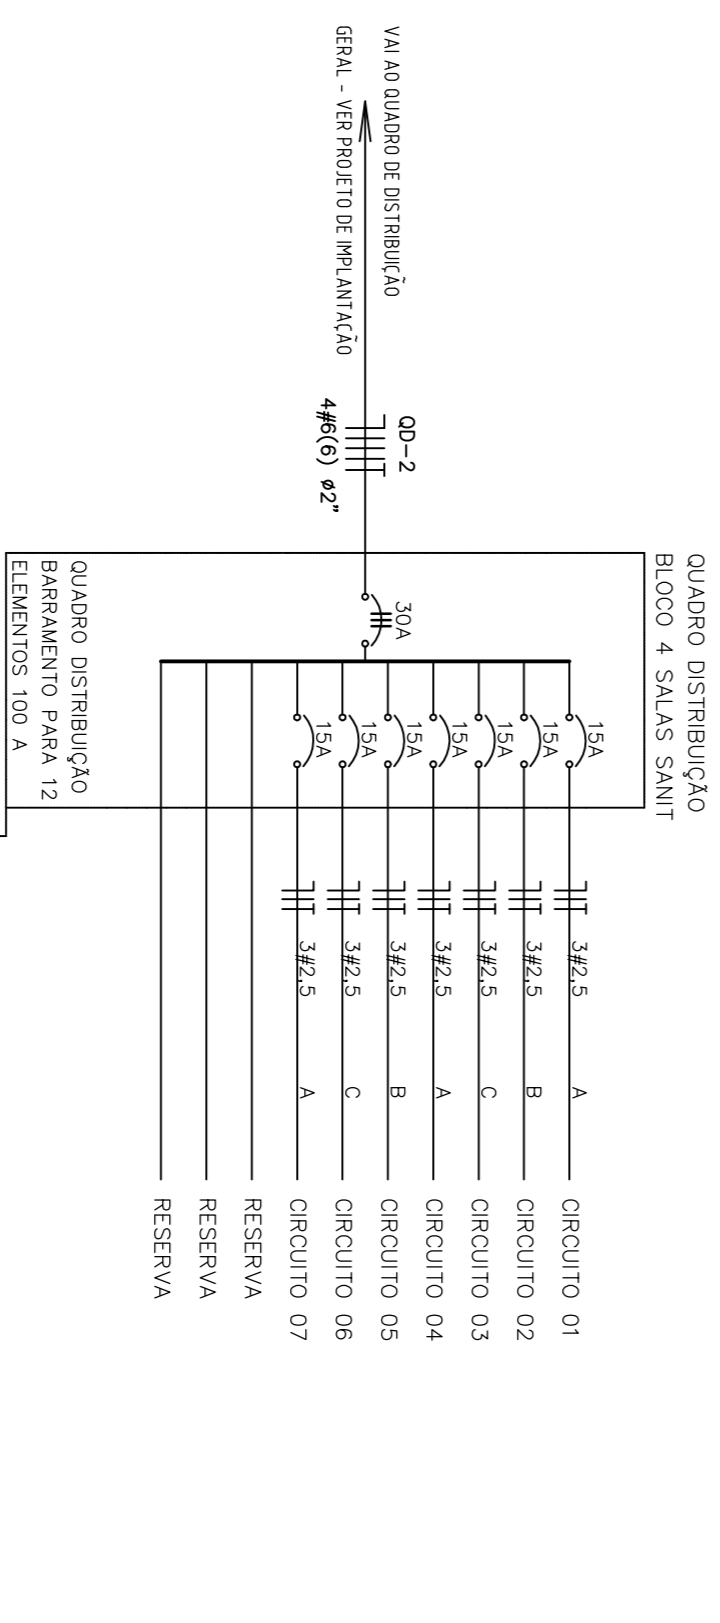 QUADRO DISTRIBUIÇÃO
BLOCO 4 SALAS SANIT
VAI AO QUADRO DE DISTRIBUIÇÃO
GERAL - VER PROJETO DE IMPLANTAÇÃO
QD-2
4#6(6) ø2"
30A
15A
3#2,5
A
CIRCUITO 01
15A
3#2,5
B
CIRCUITO 02
15A
3#2,5
C
CIRCUITO 03
15A
3#2,5
A
CIRCUITO 04
15A
3#2,5
B
CIRCUITO 05
15A
3#2,5
C
CIRCUITO 06
15A
3#2,5
A
CIRCUITO 07
RESERVA
RESERVA
RESERVA
QUADRO DISTRIBUIÇÃO
BARRAMENTO PARA 12
ELEMENTOS 100 A